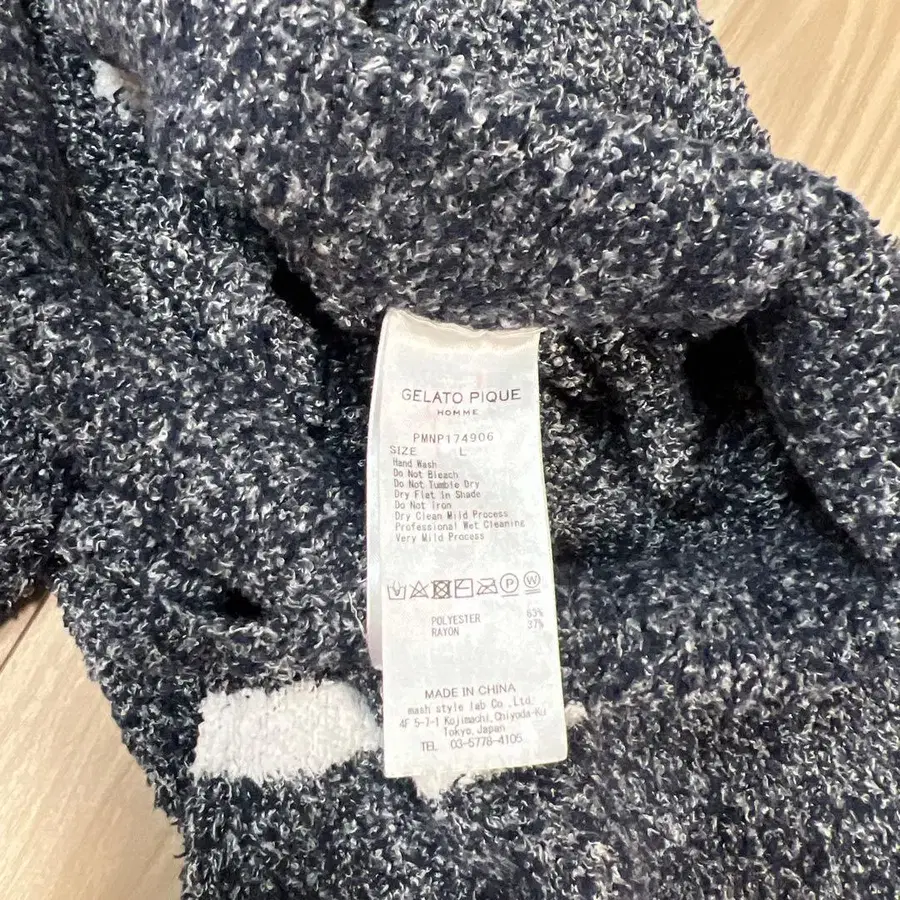 GELATO PIQUE
HOMME
PMNP174906
SIZE L
Hand Wash
Do Not Bleach
Do Not Tumble Dry
Dry Flat in Shade
Do Not Iron
Dry Clean Mild Process
Professional Wet Cleaning
Very Mild Process
P W
POLYESTER 63%
RAYON 37%
MADE IN CHINA
mash style lab Co.,Ltd.
4F 5-7-1 Kojimachi,Chiyoda-Ku
Tokyo,Japan
TEL 03-5778-4105